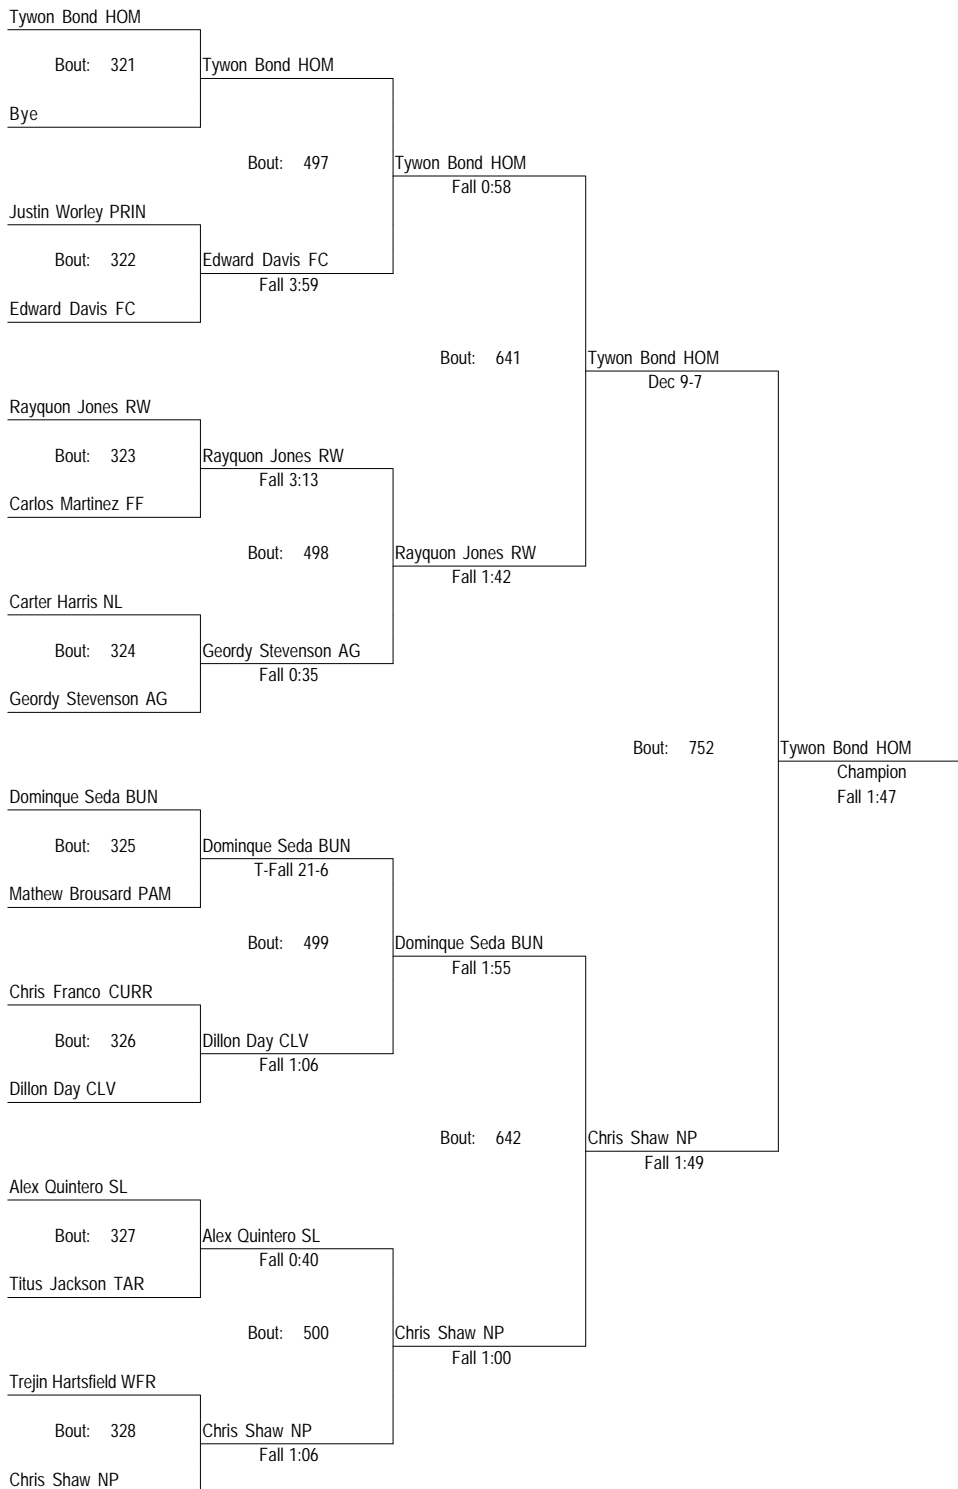 Tywon Bond HOM
Bout: 321
Tywon Bond HOM
Bye
Bout: 497
Tywon Bond HOM
Fall 0:58
Justin Worley PRIN
Bout: 322
Edward Davis FC
Fall 3:59
Edward Davis FC
Bout: 641
Tywon Bond HOM
Dec 9-7
Rayquon Jones RW
Bout: 323
Rayquon Jones RW
Fall 3:13
Carlos Martinez FF
Bout: 498
Rayquon Jones RW
Fall 1:42
Carter Harris NL
Bout: 324
Geordy Stevenson AG
Fall 0:35
Geordy Stevenson AG
Bout: 752
Tywon Bond HOM
Champion
Fall 1:47
Dominque Seda BUN
Bout: 325
Dominque Seda BUN
T-Fall 21-6
Mathew Brousard PAM
Bout: 499
Dominque Seda BUN
Fall 1:55
Chris Franco CURR
Bout: 326
Dillon Day CLV
Fall 1:06
Dillon Day CLV
Bout: 642
Chris Shaw NP
Fall 1:49
Alex Quintero SL
Bout: 327
Alex Quintero SL
Fall 0:40
Titus Jackson TAR
Bout: 500
Chris Shaw NP
Fall 1:00
Trejin Hartsfield WFR
Bout: 328
Chris Shaw NP
Fall 1:06
Chris Shaw NP